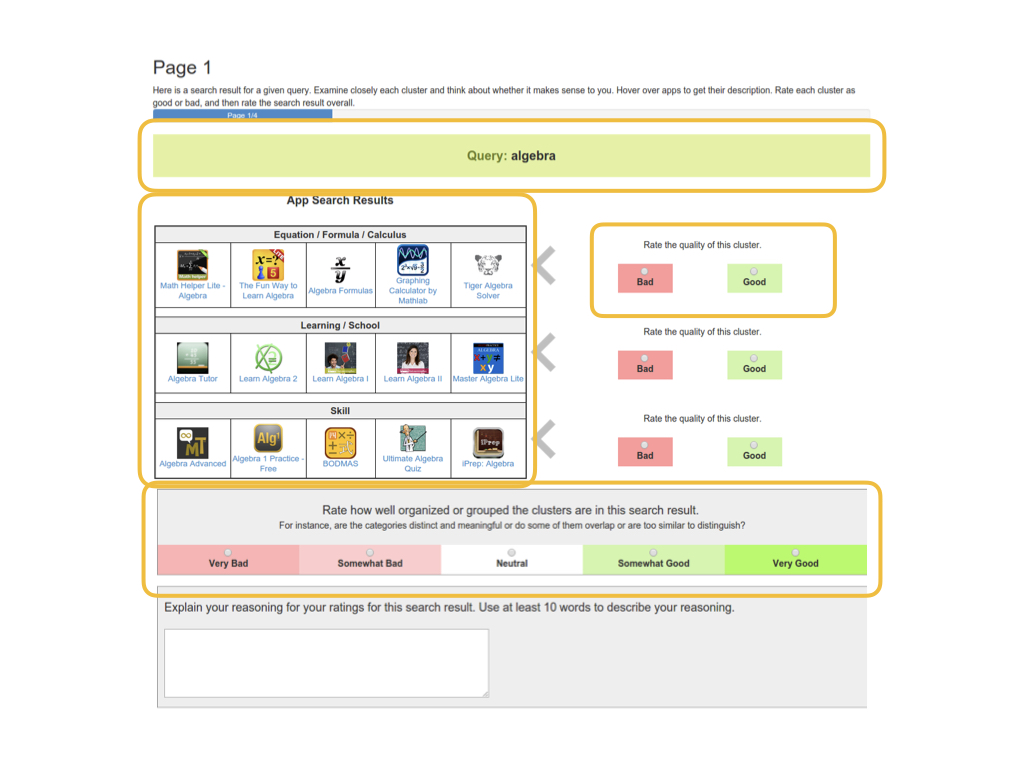 Page 1
Here is a search result for a given query. Examine closely each cluster and think about whether it makes sense to you. Hover over apps to get their description. Rate each cluster as
good or bad, and then rate the search result overall.
Page 1/4
Query: algebra
App Search Results
Equation / Formula / Calculus
Math Helper Lite -
Algebra
The Fun Way to
Learn Algebra
Algebra Formulas
Graphing
Calculator by
Mathlab
Tiger Algebra
Solver
Rate the quality of this cluster.
Bad
Good
Learning / School
Algebra Tutor
Learn Algebra 2
Learn Algebra I
Learn Algebra II
Master Algebra Lite
Rate the quality of this cluster.
Bad
Good
Skill
Algebra Advanced
Algebra 1 Practice -
Free
BODMAS
Ultimate Algebra
Quiz
iPrep: Algebra
Rate the quality of this cluster.
Bad
Good
Rate how well organized or grouped the clusters are in this search result.
For instance, are the categories distinct and meaningful or do some of them overlap or are too similar to distinguish?
Very Bad
Somewhat Bad
Neutral
Somewhat Good
Very Good
Explain your reasoning for your ratings for this search result. Use at least 10 words to describe your reasoning.